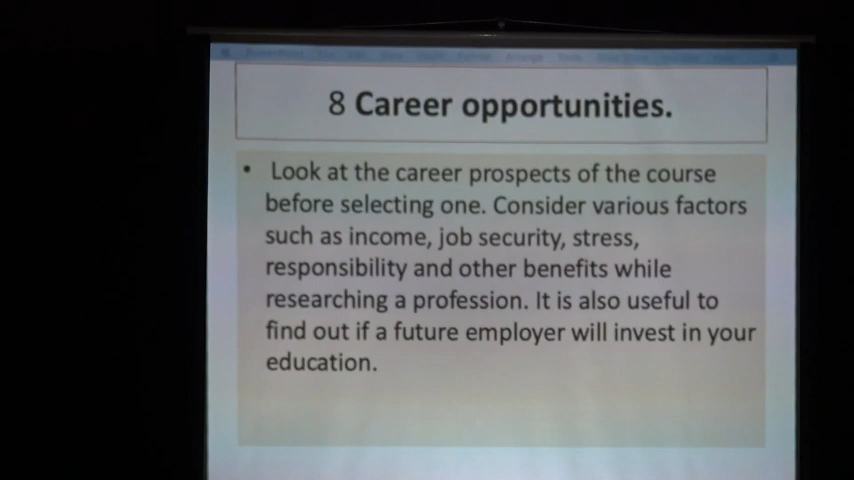 PowerPoint
8 Career opportunities.
• Look at the career prospects of the course
before selecting one. Consider various factors
such as income, job security, stress,
responsibility and other benefits while
researching a profession. It is also useful to
find out if a future employer will invest in your
education.